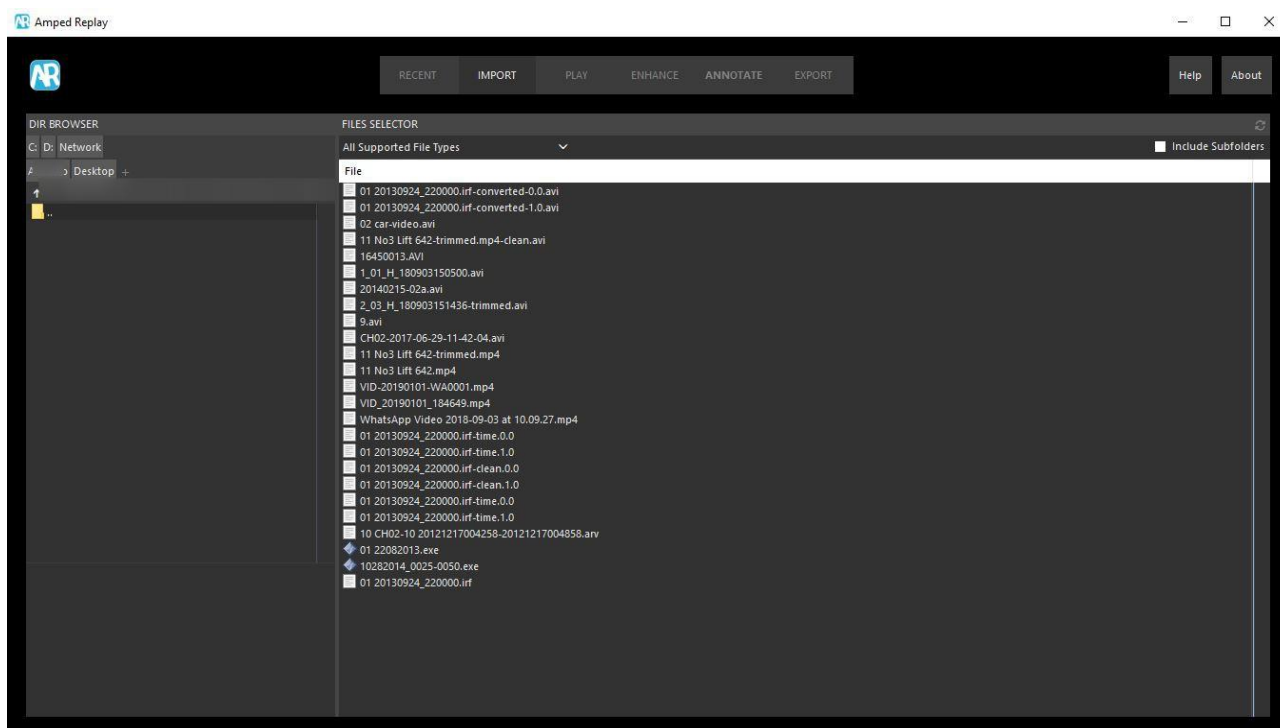 AR Amped Replay
AR
RECENT IMPORT PLAY ENHANCE ANNOTATE EXPORT
Help About
DIR BROWSER
FILES SELECTOR
C: D: Network
All Supported File Types
Include Subfolders
Desktop +
File
..
01 20130924_220000.irf-converted-0.0.avi
01 20130924_220000.irf-converted-1.0.avi
02 car-video.avi
11 No3 Lift 642-trimmed.mp4-clean.avi
16450013.AVI
1_01_H_180903150500.avi
20140215-02a.avi
2_03_H_180903151436-trimmed.avi
9.avi
CH02-2017-06-29-11-42-04.avi
11 No3 Lift 642-trimmed.mp4
11 No3 Lift 642.mp4
VID-20190101-WA0001.mp4
VID_20190101_184649.mp4
WhatsApp Video 2018-09-03 at 10.09.27.mp4
01 20130924_220000.irf-time.0.0
01 20130924_220000.irf-time.1.0
01 20130924_220000.irf-clean.0.0
01 20130924_220000.irf-clean.1.0
01 20130924_220000.irf-time.0.0
01 20130924_220000.irf-time.1.0
10 CH02-10 20121217004258-20121217004858.arv
01 22082013.exe
10282014_0025-0050.exe
01 20130924_220000.irf